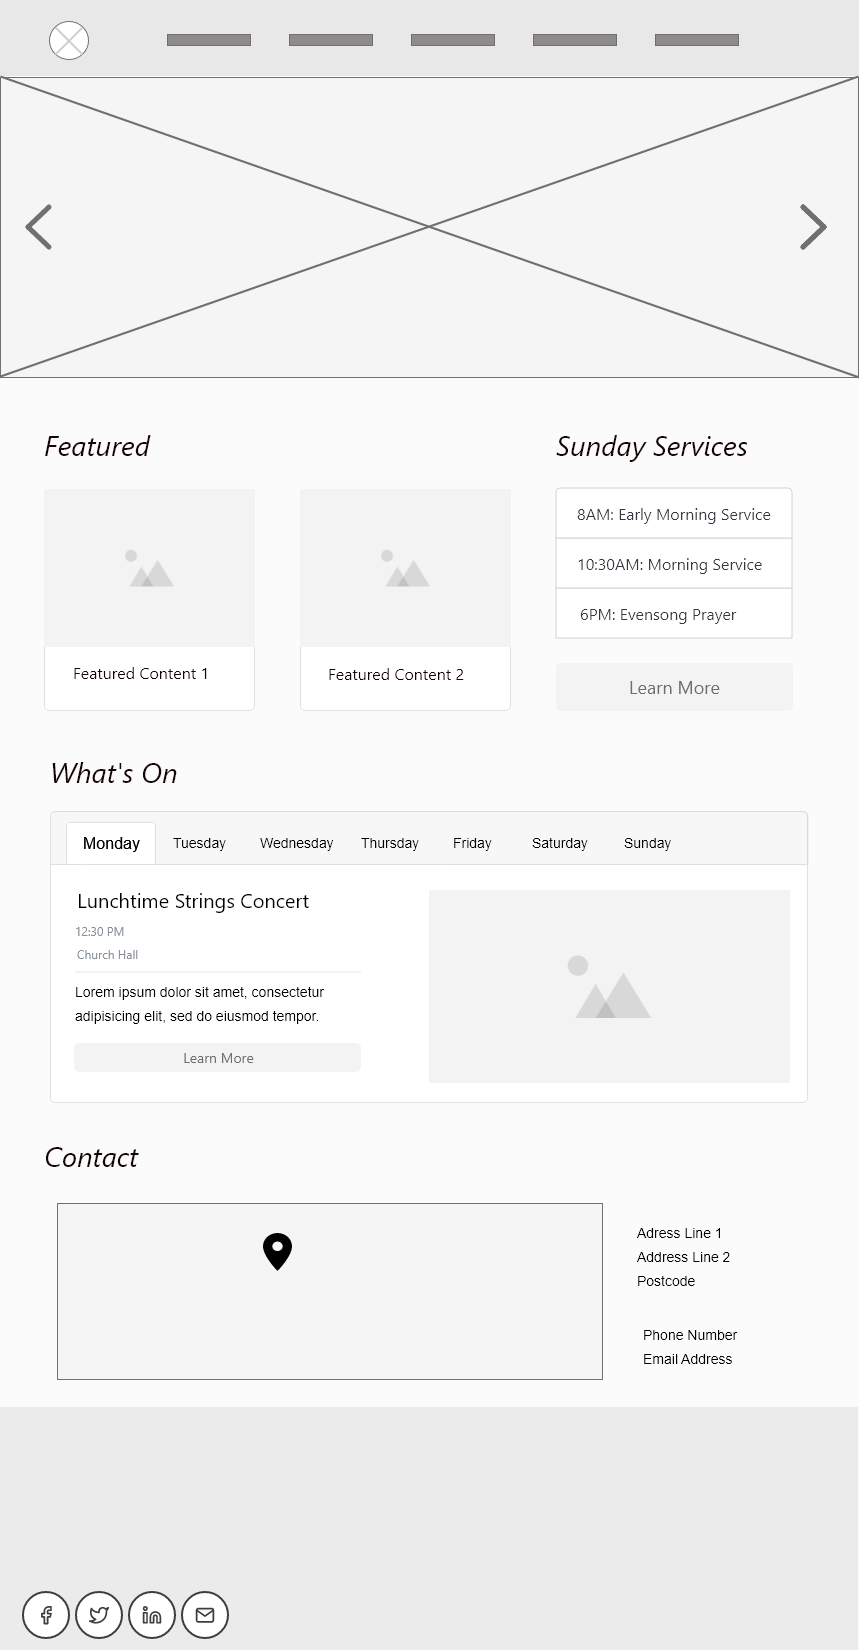 Featured
Sunday Services
8AM: Early Morning Service
10:30AM: Morning Service
6PM: Evensong Prayer
Featured Content 1
Featured Content 2
Learn More
What's On
Monday Tuesday Wednesday Thursday Friday Saturday Sunday
Lunchtime Strings Concert
12:30 PM
Church Hall
Lorem ipsum dolor sit amet, consectetur
adipisicing elit, sed do eiusmod tempor.
Learn More
Contact
Adress Line 1
Address Line 2
Postcode
Phone Number
Email Address